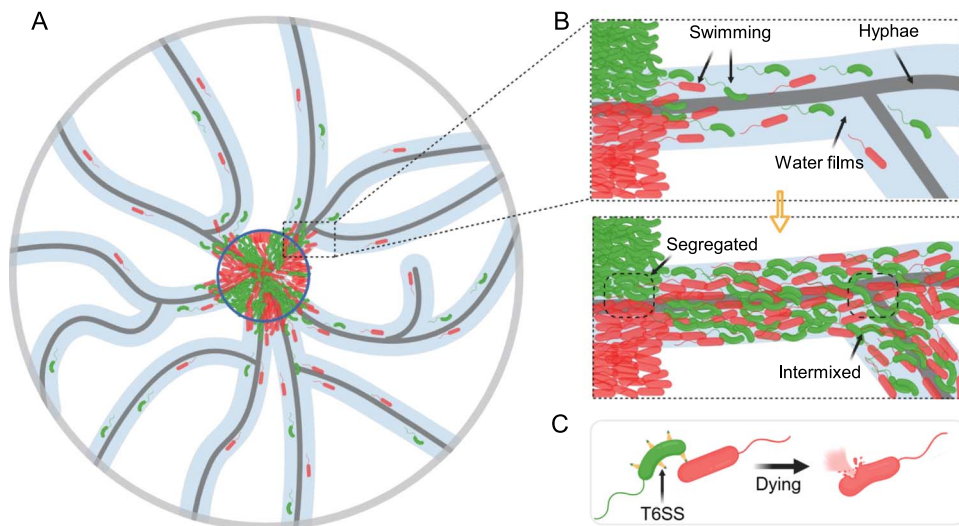 A
B
Swimming
Hyphae
Water films
Segregated
Intermixed
C
T6SS
Dying